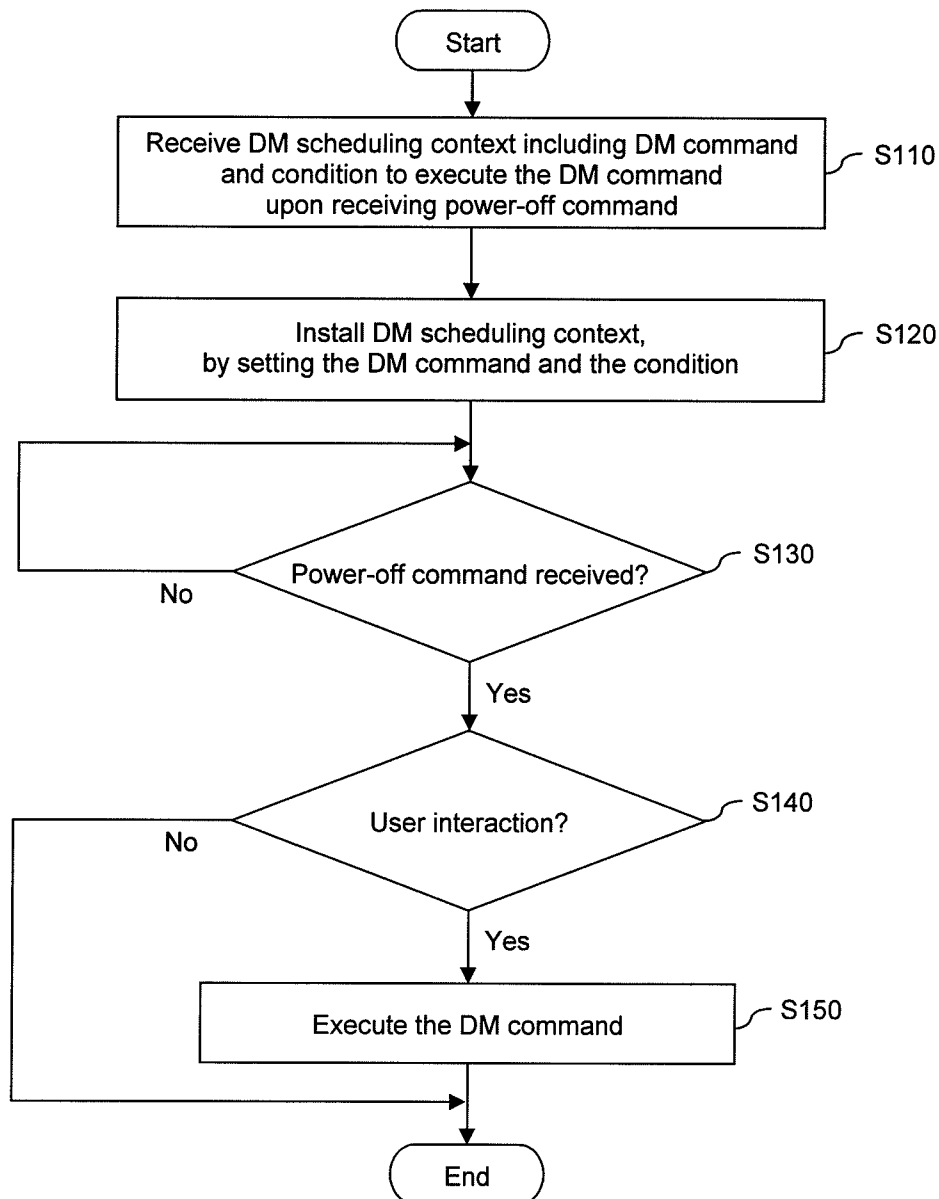 Start
Receive DM scheduling context including DM command
and condition to execute the DM command
upon receiving power-off command
S110
Install DM scheduling context,
by setting the DM command and the condition
S120
Power-off command received?
S130
No
Yes
User interaction?
S140
No
Yes
Execute the DM command
S150
End